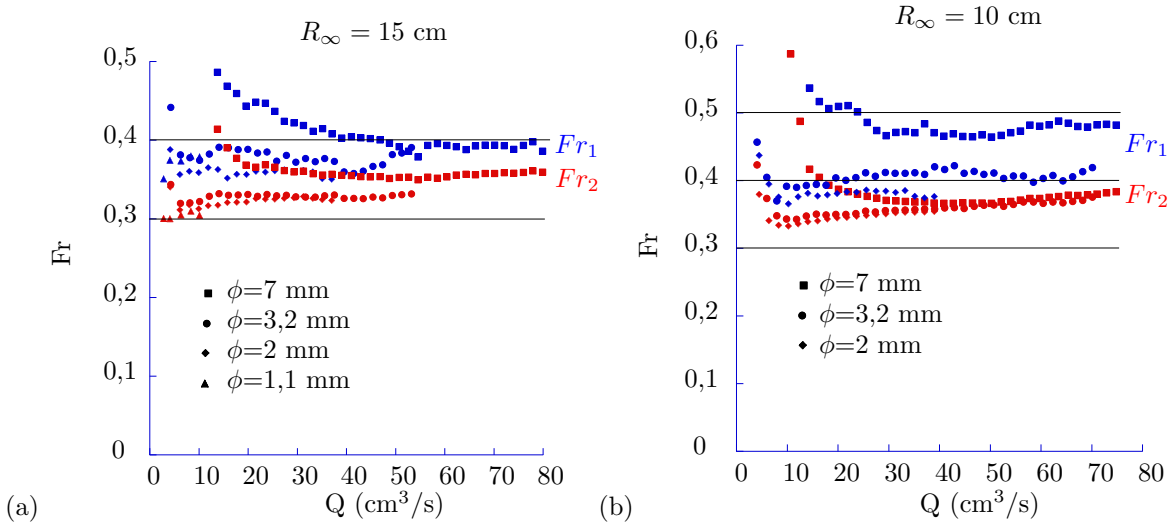 R∞ = 15 cm
0,5
0,4
0,3
0,2
0,1
0
Fr
Fr1
Fr2
ϕ=7 mm
ϕ=3,2 mm
ϕ=2 mm
ϕ=1,1 mm
0 10 20 30 40 50 60 70 80
(a) Q (cm³/s)
R∞ = 10 cm
0,6
0,5
0,4
0,3
0,2
0,1
0
Fr
Fr1
Fr2
ϕ=7 mm
ϕ=3,2 mm
ϕ=2 mm
0 10 20 30 40 50 60 70 80
(b) Q (cm³/s)